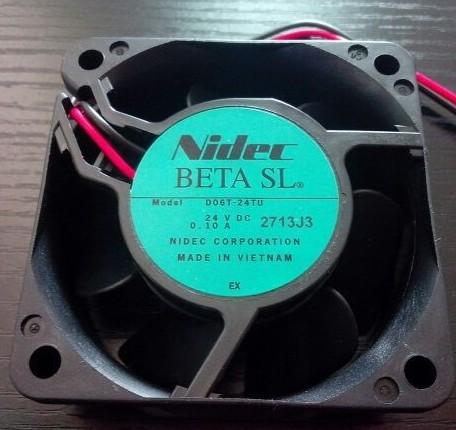 Nidec
BETA SL®
Model D06T-24TU
24 V DC
0.10 A 2713J3
NIDEC CORPORATION
MADE IN VIETNAM
EX